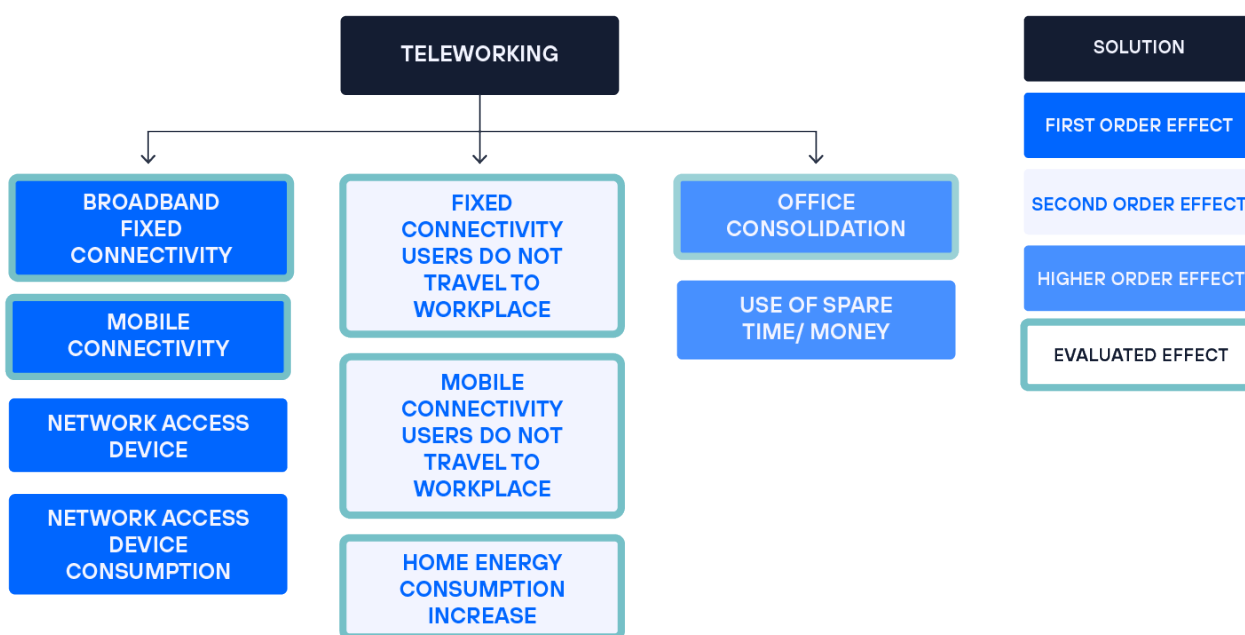 TELEWORKING
BROADBAND
FIXED
CONNECTIVITY
MOBILE
CONNECTIVITY
NETWORK ACCESS
DEVICE
NETWORK ACCESS
DEVICE
CONSUMPTION
FIXED
CONNECTIVITY
USERS DO NOT
TRAVEL TO
WORKPLACE
MOBILE
CONNECTIVITY
USERS DO NOT
TRAVEL TO
WORKPLACE
HOME ENERGY
CONSUMPTION
INCREASE
OFFICE
CONSOLIDATION
USE OF SPARE
TIME/ MONEY
SOLUTION
FIRST ORDER EFFECT
SECOND ORDER EFFECT
HIGHER ORDER EFFECT
EVALUATED EFFECT